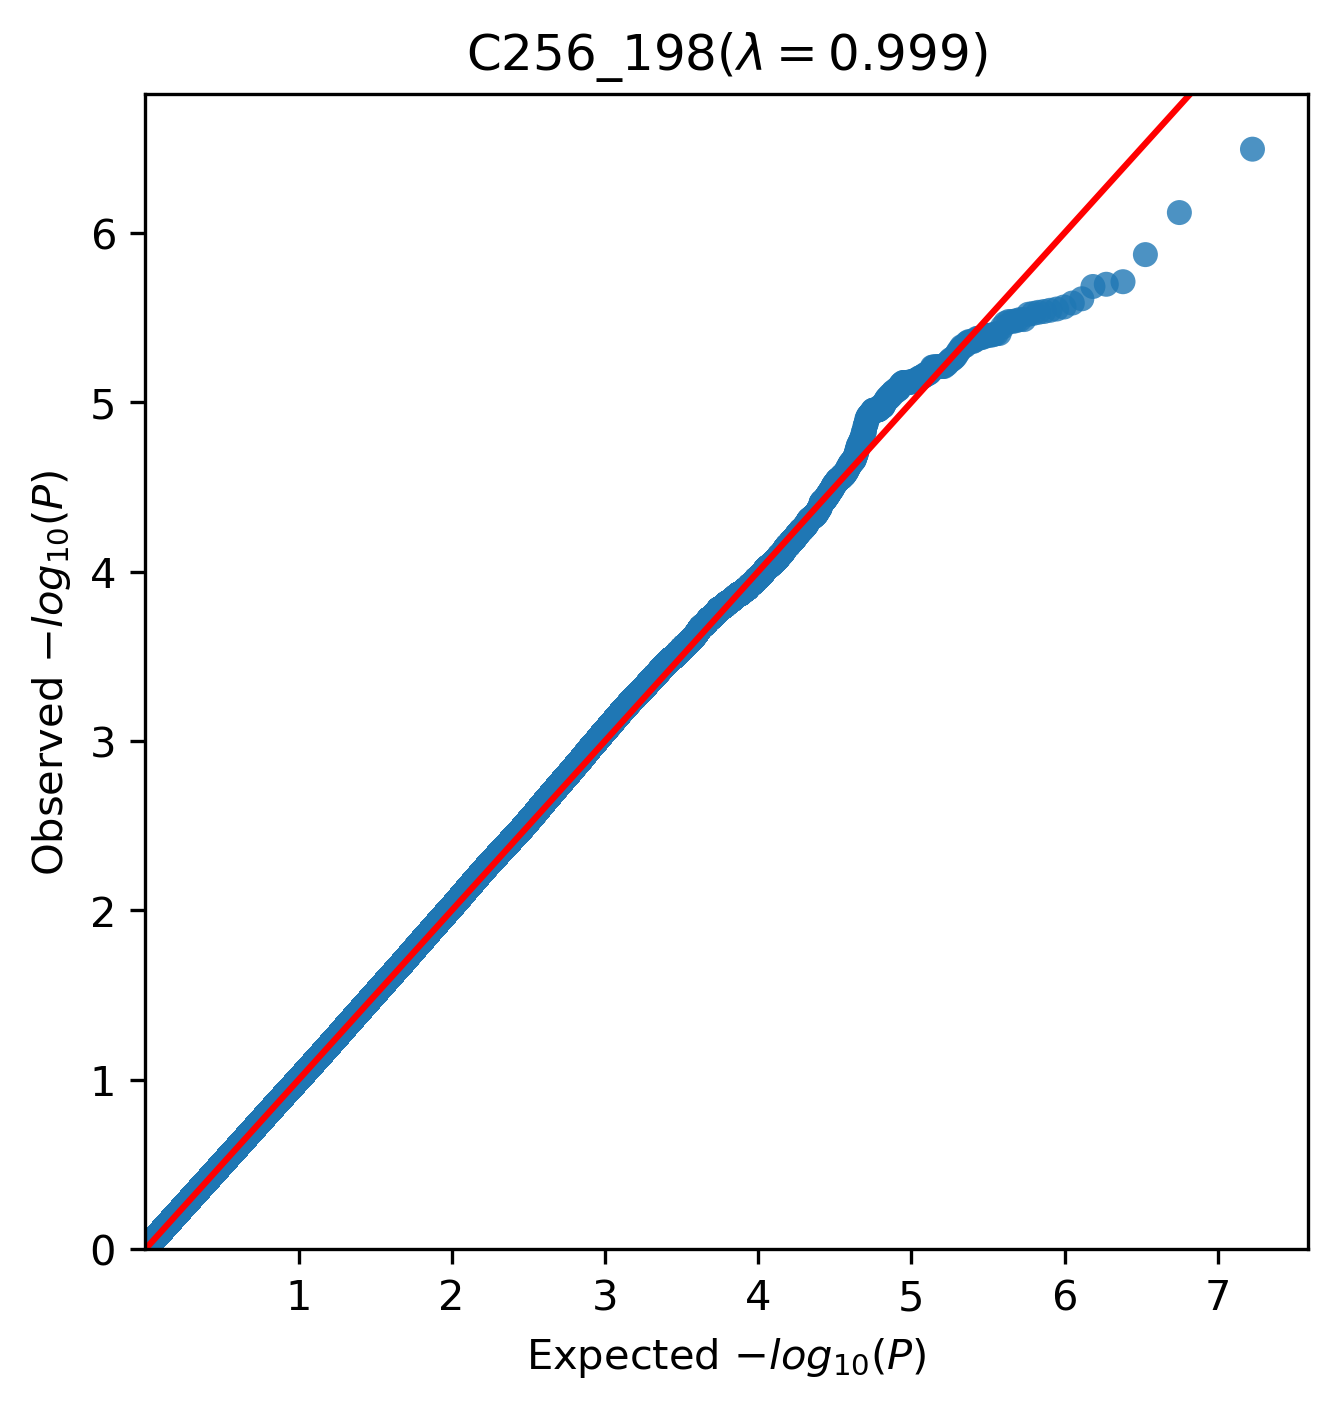 C256_198(λ = 0.999)
Observed −log10(P)
6
5
4
3
2
1
0
1 2 3 4 5 6 7
Expected −log10(P)